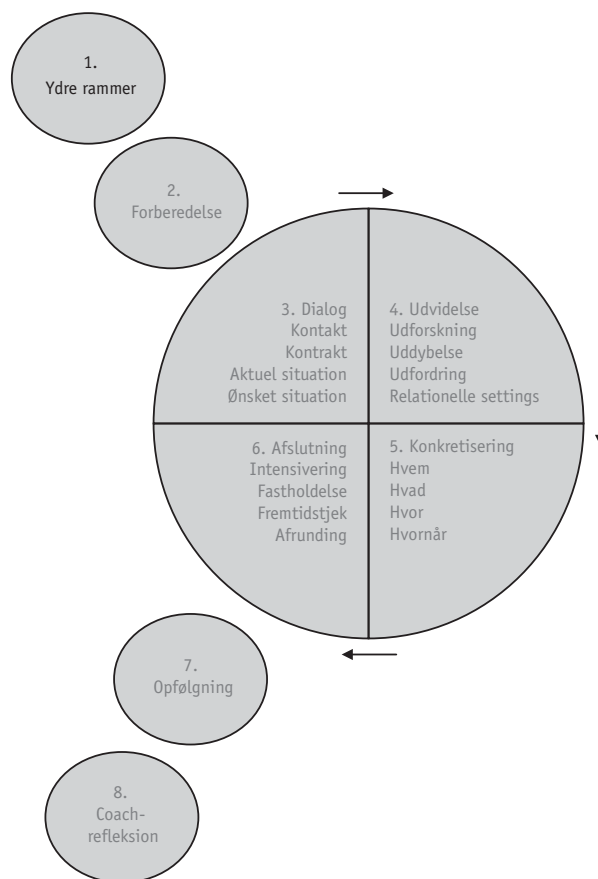 1.
Ydre rammer
2.
Forberedelse
3. Dialog
Kontakt
Kontrakt
Aktuel situation
Ønsket situation
4. Udvidelse
Udforskning
Uddybelse
Udfordring
Relationelle settings
5. Konkretisering
Hvem
Hvad
Hvor
Hvornår
6. Afslutning
Intensivering
Fastholdelse
Fremtidstjek
Afrunding
7.
Opfølgning
8.
Coach-
refleksion